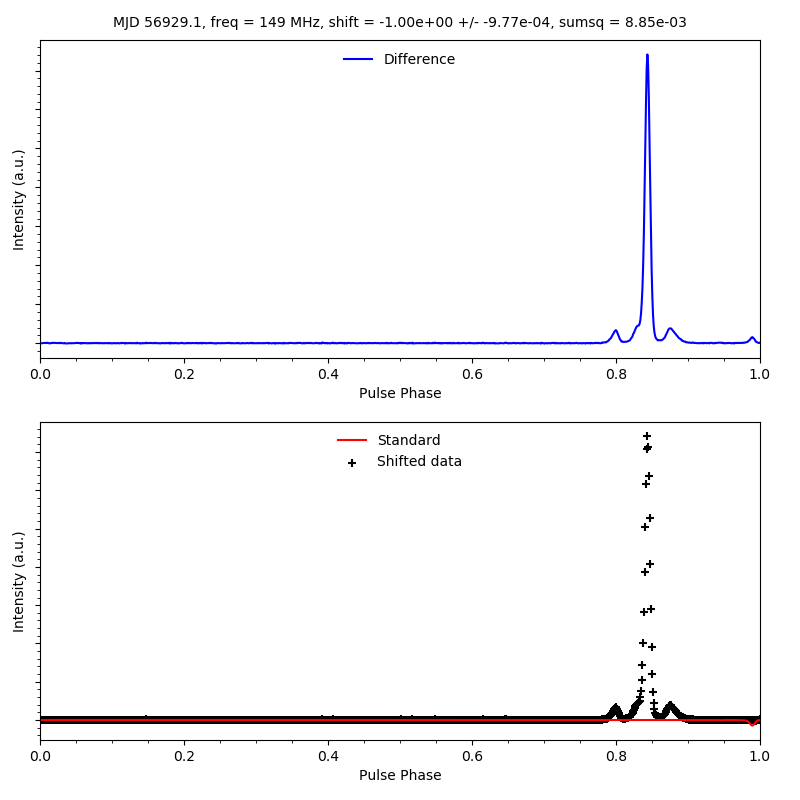 MJD 56929.1, freq = 149 MHz, shift = -1.00e+00 +/- -9.77e-04, sumsq = 8.85e-03
Difference
Intensity (a.u.)
0.0 0.2 0.4 0.6 0.8 1.0
Pulse Phase
Standard
Shifted data
Intensity (a.u.)
0.0 0.2 0.4 0.6 0.8 1.0
Pulse Phase